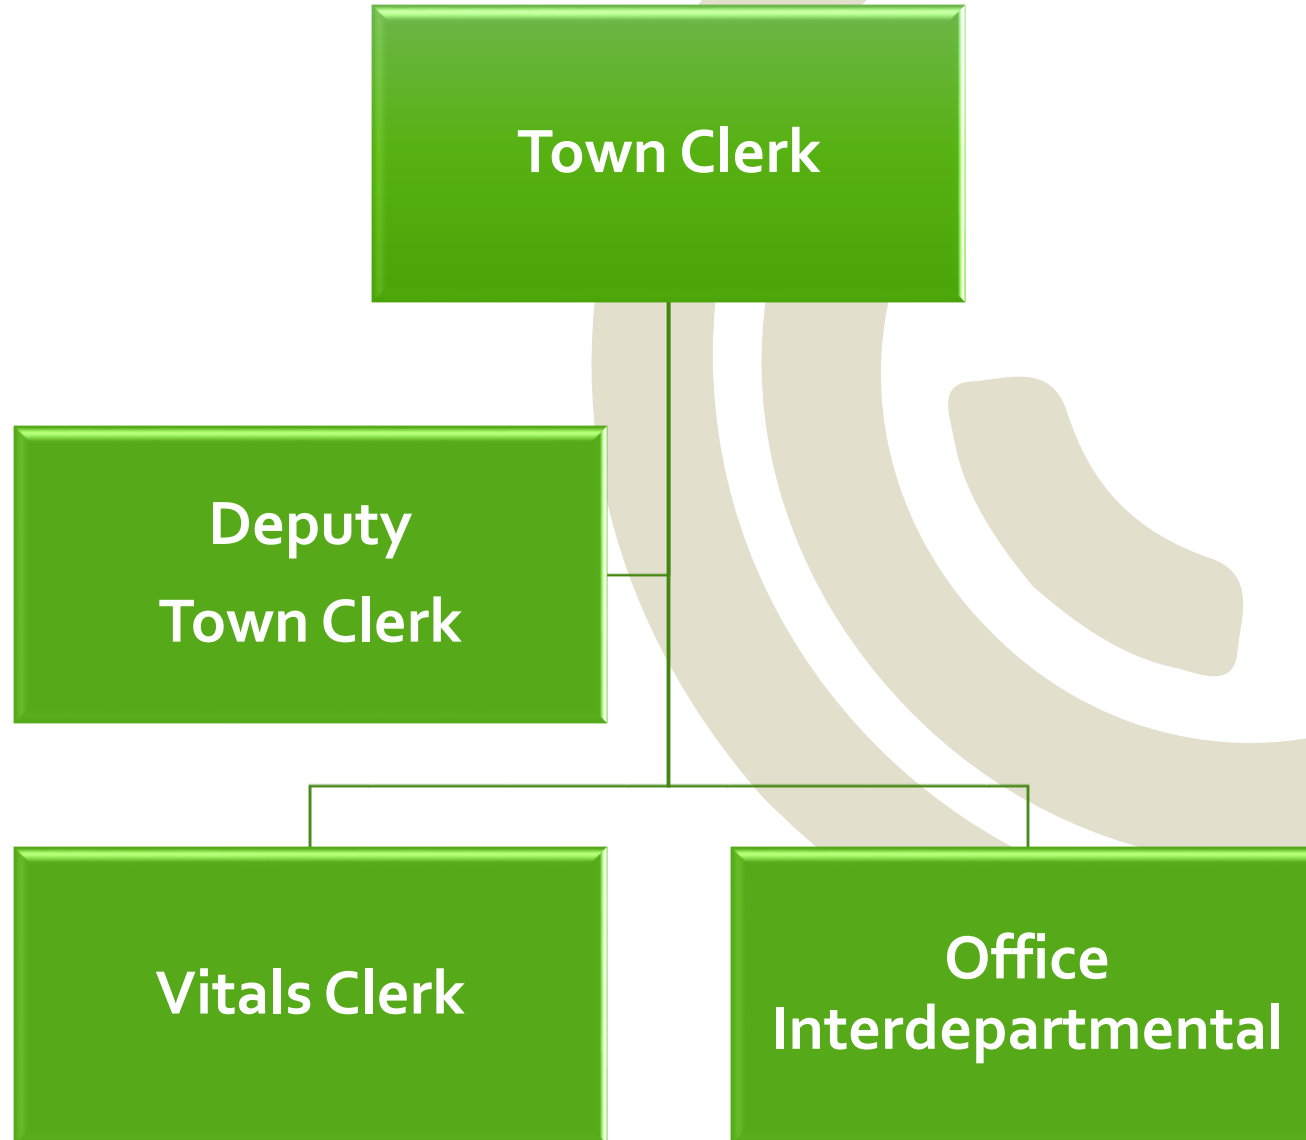 Town Clerk
Deputy
Town Clerk
Vitals Clerk
Office
Interdepartmental